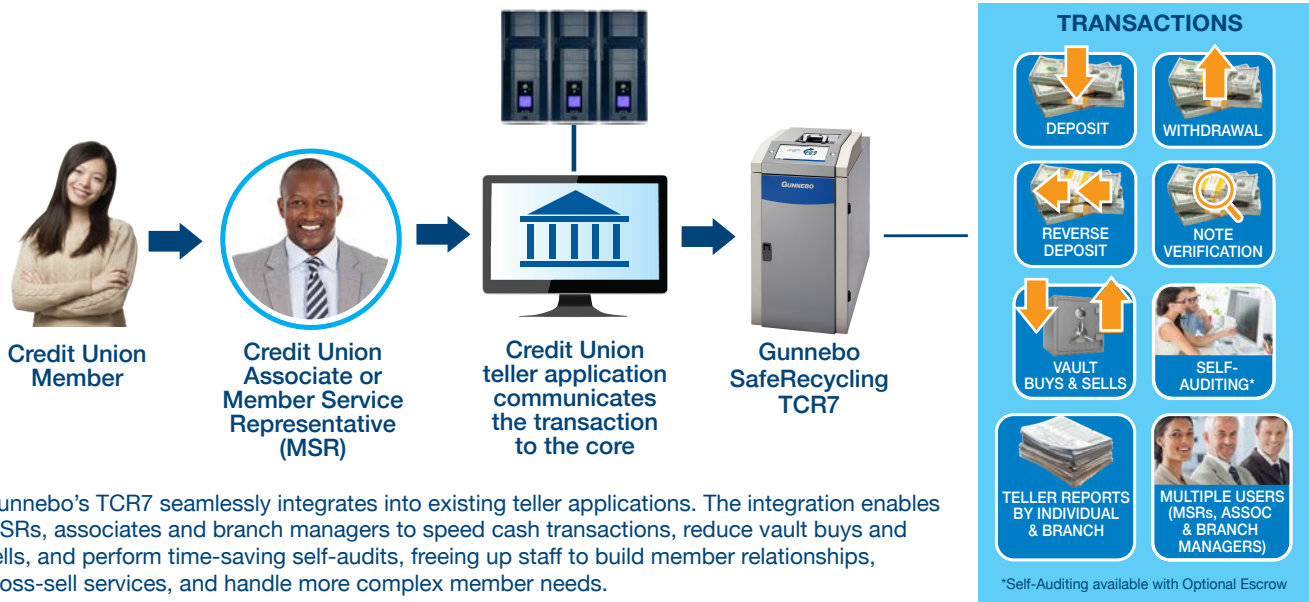 TRANSACTIONS
DEPOSIT
WITHDRAWAL
REVERSE
DEPOSIT
NOTE
VERIFICATION
VAULT
BUYS & SELLS
SELF-
AUDITING*
TELLER REPORTS
BY INDIVIDUAL
& BRANCH
MULTIPLE USERS
(MSRs, ASSOC
& BRANCH
MANAGERS)
*Self-Auditing available with Optional Escrow
GUNNEBO
Credit Union
Member
Credit Union
Associate or
Member Service
Representative
(MSR)
Credit Union
teller application
communicates
the transaction
to the core
Gunnebo
SafeRecycling
TCR7
unnebo’s TCR7 seamlessly integrates into existing teller applications. The integration enables
SRs, associates and branch managers to speed cash transactions, reduce vault buys and
ells, and perform time-saving self-audits, freeing up staff to build member relationships,
oss-sell services, and handle more complex member needs.